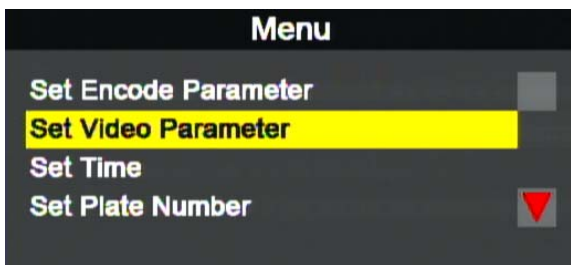 Menu
Set Encode Parameter
Set Video Parameter
Set Time
Set Plate Number